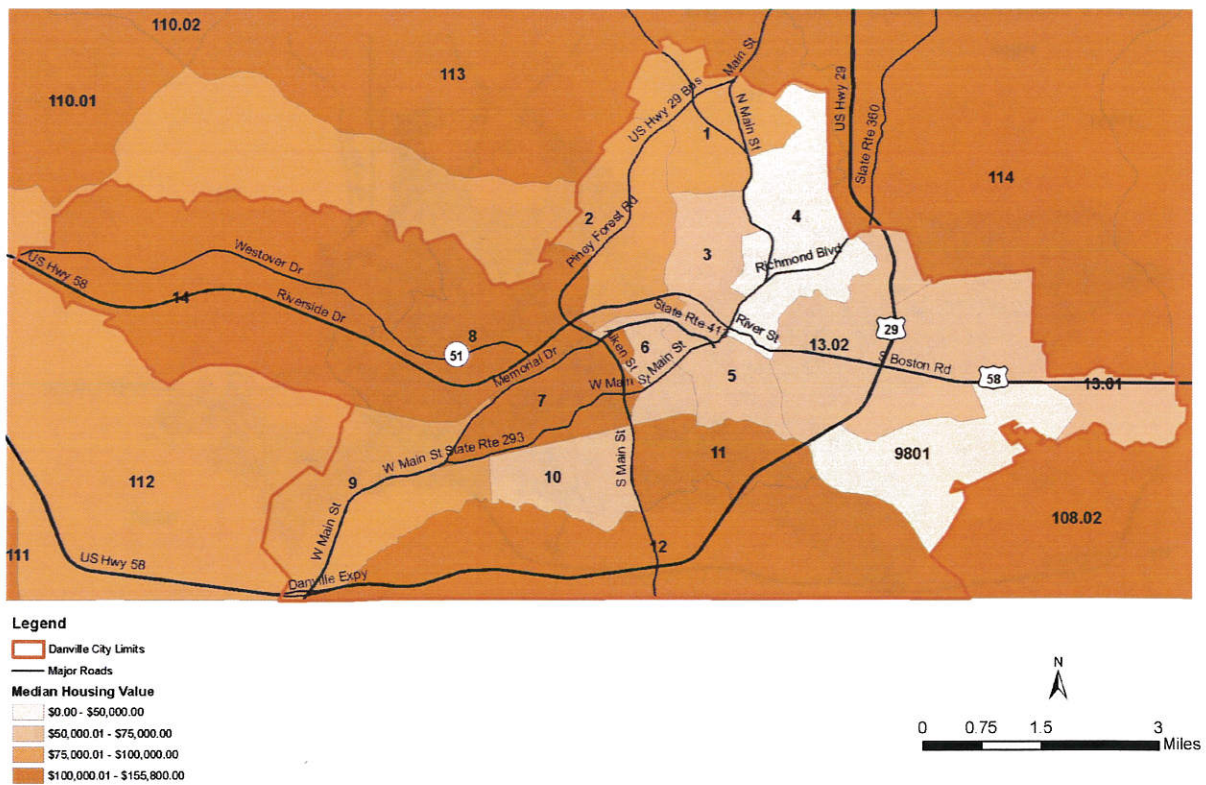 110.02
Main St
113
110.01
US Hwy 29 Bus
N Main St
1
US Hwy 29
State Rte 360
114
2
Piney Forest Rd
4
3
Westover Dr
Richmond Blvd
US Hwy 58
14
Riverside Dr
State Rte 413
River St
29
8
51
Aiken St
6
13.02
S Boston Rd
Memorial Dr
Main St
W Main St
5
58
13.01
7
W Main St State Rte 293
S Main St
11
9801
9
10
112
108.02
W Main St
111
12
US Hwy 58
Danville Expy
Legend
Danville City Limits
Major Roads
Median Housing Value
$0.00 - $50,000.00
$50,000.01 - $75,000.00
$75,000.01 - $100,000.00
$100,000.01 - $155,800.00
N
0 0.75 1.5 3
Miles